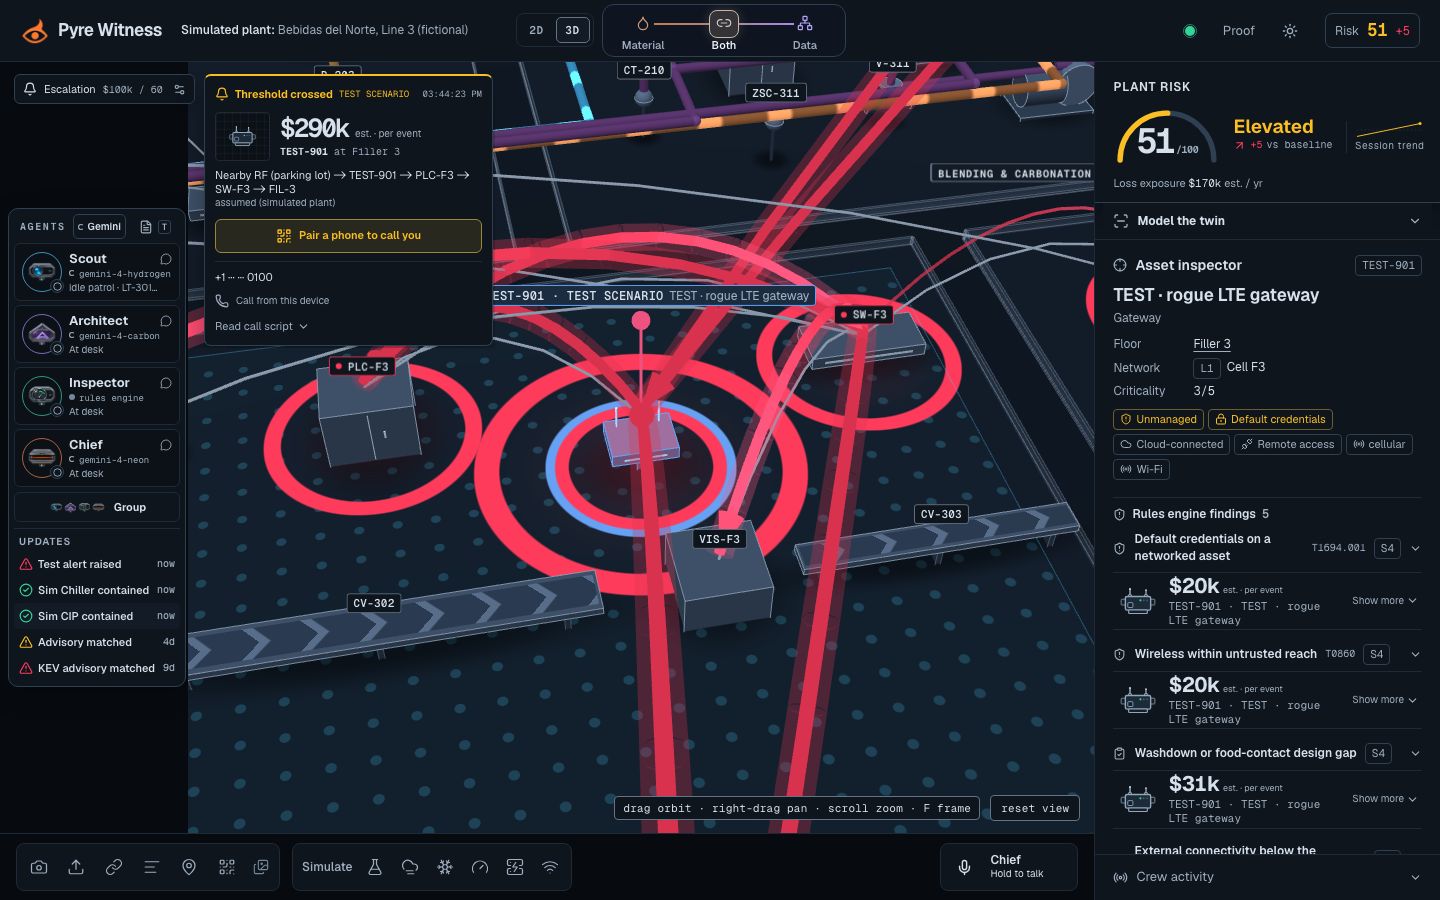 Pyre Witness
Simulated plant: Bebidas del Norte, Line 3 (fictional)
2D 3D
Material Both Data
Proof
Risk 51 +5
Escalation $100k / 60
Threshold crossed TEST SCENARIO 03:44:23 PM
$290k est. · per event
TEST-901 at Filler 3
Nearby RF (parking lot) → TEST-901 → PLC-F3 →
SW-F3 → FIL-3
assumed (simulated plant)
Pair a phone to call you
+1 ··· ··· 0100
Call from this device
Read call script
AGENTS C Gemini T
Scout
C gemini-4-hydrogen
idle patrol · LT-301…
Architect
C gemini-4-carbon
At desk
Inspector
rules engine
At desk
Chief
C gemini-4-neon
At desk
Group
UPDATES
Test alert raised now
Sim Chiller contained now
Sim CIP contained now
Advisory matched 4d
KEV advisory matched 9d
CT-210
ZSC-311
V-311
BLENDING & CARBONATION
EST-901 · TEST SCENARIO TEST · rogue LTE gateway
SW-F3
PLC-F3
VIS-F3
CV-303
CV-302
drag orbit · right-drag pan · scroll zoom · F frame
reset view
Simulate
Chief
Hold to talk
PLANT RISK
51/100
Elevated
+5 vs baseline
Session trend
Loss exposure $170k est. / yr
Model the twin
Asset inspector TEST-901
TEST · rogue LTE gateway
Gateway
Floor Filler 3
Network L1 Cell F3
Criticality 3/5
Unmanaged Default credentials
Cloud-connected Remote access cellular
Wi-Fi
Rules engine findings 5
Default credentials on a
networked asset T1694.001 S4
$20k est. · per event
TEST-901 · TEST · rogue
LTE gateway
Show more
Wireless within untrusted reach T0860 S4
$20k est. · per event
TEST-901 · TEST · rogue
LTE gateway
Show more
Washdown or food-contact design gap S4
$31k est. · per event
TEST-901 · TEST · rogue
LTE gateway
Show more
External connectivity below the
Crew activity